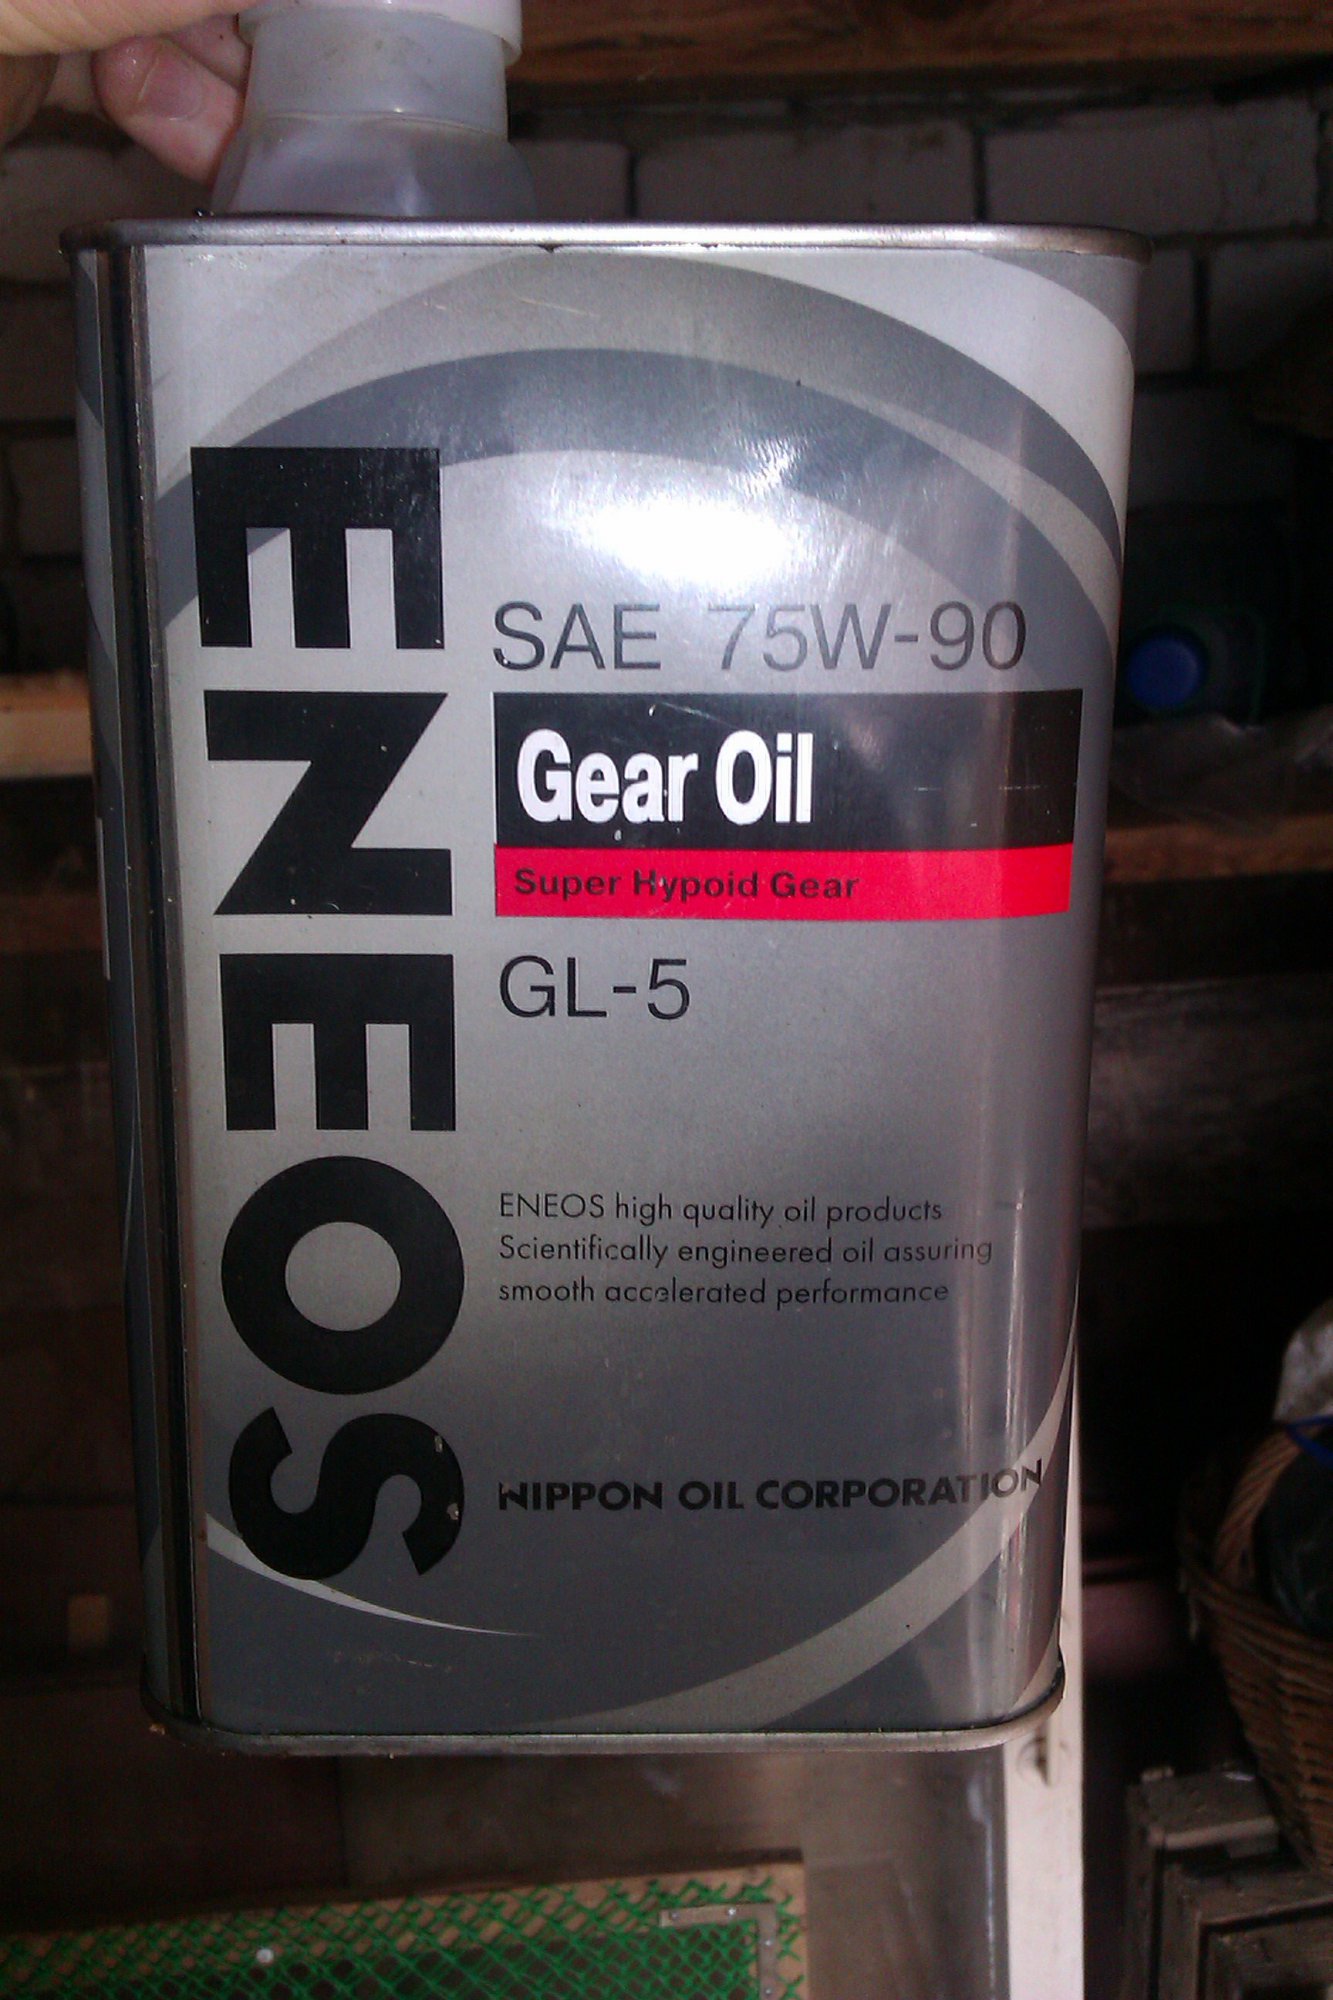 ENEOS
SAE 75W-90
Gear Oil
Super Hypoid Gear
GL-5
ENEOS high quality oil products
Scientifically engineered oil assuring
smooth accelerated performance
NIPPON OIL CORPORATION